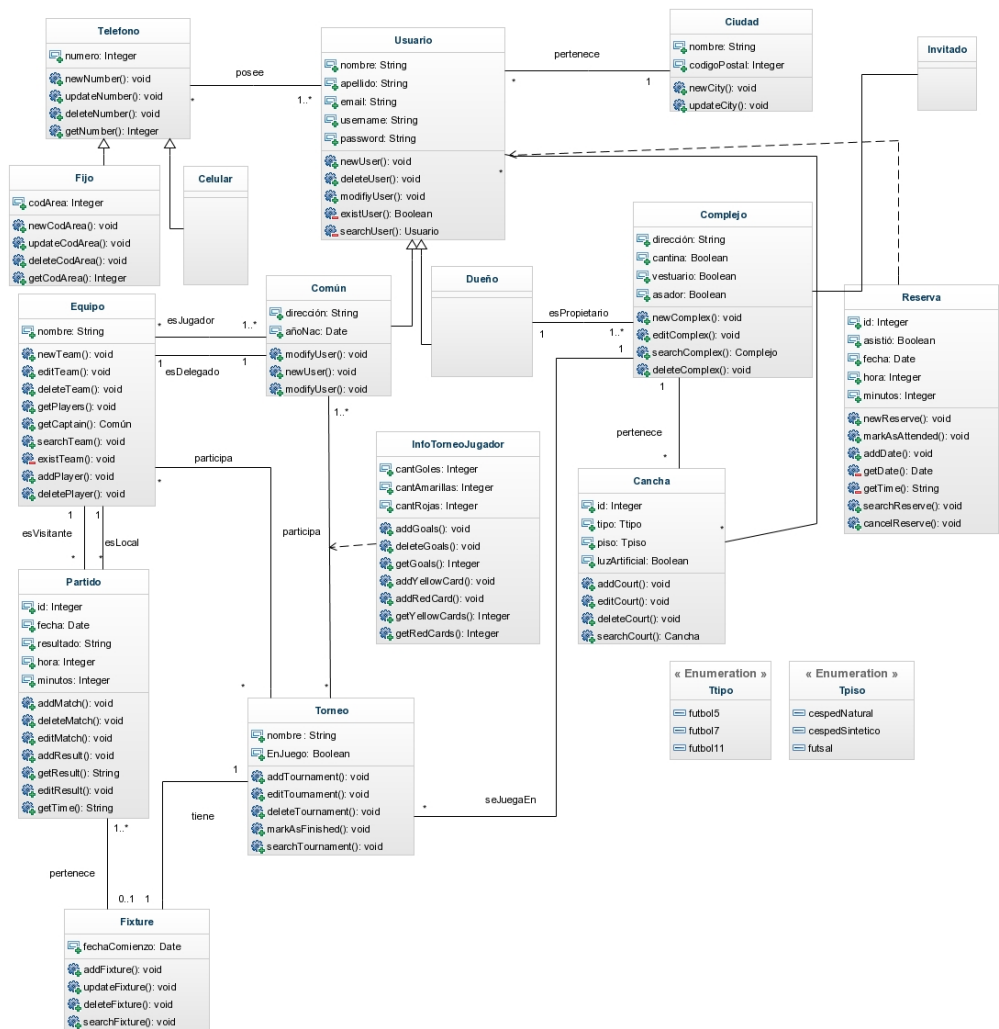 Telefono
numero: Integer
newNumber(): void
updateNumber(): void
deleteNumber(): void
getNumber(): Integer
posee
*
1..*
Usuario
nombre: String
apellido: String
email: String
username: String
password: String
newUser(): void
deleteUser(): void
modifiyUser(): void
existUser(): Boolean
searchUser(): Usuario
pertenece
*
1
*
Ciudad
nombre: String
codigoPostal: Integer
newCity(): void
updateCity(): void
Invitado
Fijo
codArea: Integer
newCodArea(): void
updateCodArea(): void
deleteCodArea(): void
getCodArea(): Integer
Celular
Complejo
dirección: String
cantina: Boolean
vestuario: Boolean
asador: Boolean
newComplex(): void
editComplex(): void
searchComplex(): Complejo
deleteComplex(): void
Dueño
esPropietario
1
1..*
1
Común
dirección: String
añoNac: Date
modifyUser(): void
newUser(): void
modifyUser(): void
1..*
Reserva
id: Integer
asistió: Boolean
fecha: Date
hora: Integer
minutos: Integer
newReserve(): void
markAsAttended(): void
addDate(): void
getDate(): Date
getTime(): String
searchReserve(): void
cancelReserve(): void
Equipo
nombre: String
newTeam(): void
editTeam(): void
deleteTeam(): void
getPlayers(): void
getCaptain(): Común
searchTeam(): void
existTeam(): void
addPlayer(): void
deletePlayer(): void
*
esJugador
1..*
1
esDelegado
1
participa
*
1
1
esVisitante
esLocal
*
*
InfoTorneoJugador
cantGoles: Integer
cantAmarillas: Integer
cantRojas: Integer
addGoals(): void
deleteGoals(): void
getGoals(): Integer
addYellowCard(): void
addRedCard(): void
getYellowCards(): Integer
getRedCards(): Integer
participa
1
pertenece
*
Cancha
id: Integer
tipo: Ttipo
piso: Tpiso
luzArtificial: Boolean
addCourt(): void
editCourt(): void
deleteCourt(): void
searchCourt(): Cancha
*
Partido
id: Integer
fecha: Date
resultado: String
hora: Integer
minutos: Integer
addMatch(): void
deleteMatch(): void
editMatch(): void
addResult(): void
getResult(): String
editResult(): void
getTime(): String
« Enumeration »
Ttipo
futbol5
futbol7
futbol11
« Enumeration »
Tpiso
cespedNatural
cespedSintetico
futsal
*
*
Torneo
nombre : String
EnJuego: Boolean
addTournament(): void
editTournament(): void
deleteTournament(): void
markAsFinished(): void
searchTournament(): void
1
tiene
*
seJuegaEn
1..*
pertenece
0..1
1
Fixture
fechaComienzo: Date
addFixture(): void
updateFixture(): void
deleteFixture(): void
searchFixture(): void